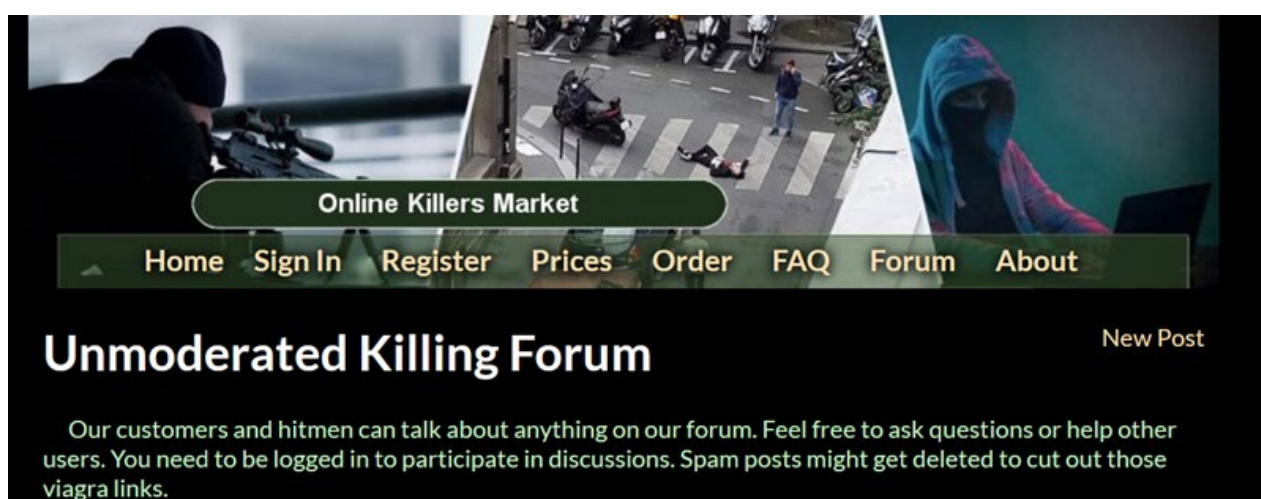 Online Killers Market
Home Sign In Register Prices Order FAQ Forum About
Unmoderated Killing Forum
New Post
Our customers and hitmen can talk about anything on our forum. Feel free to ask questions or help other
users. You need to be logged in to participate in discussions. Spam posts might get deleted to cut out those
viagra links.